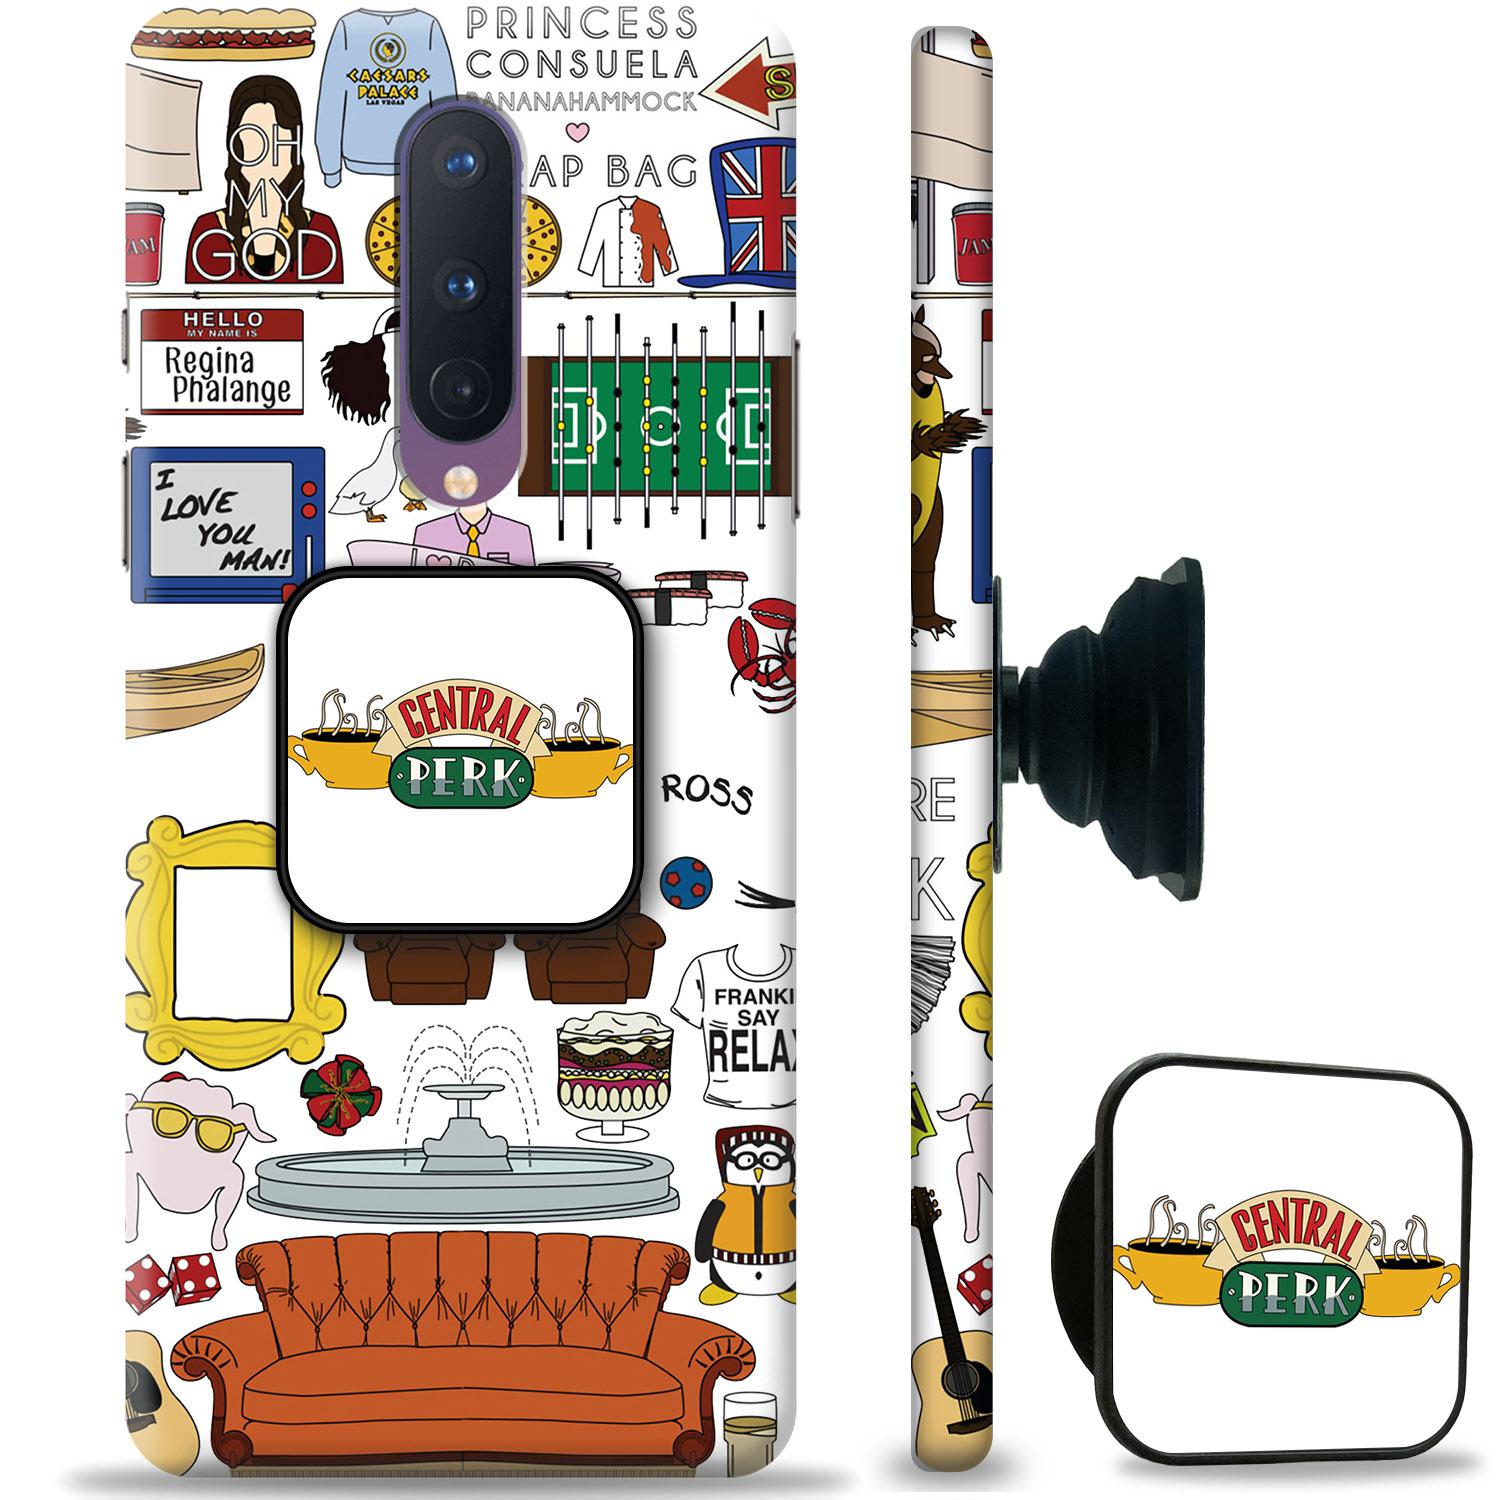 PRINCESS
CONSUELA
BANANAHAMMOCK
BAG
CAESARS
PALACE
LAS VEGAS
OH
MY
GOD
JAM
HELLO
MY NAME IS
Regina
Phalange
I
LOVE
YOU
MAN!
CENTRAL
PERK
ROSS
FRANKI
SAY
RELAX
JAM
RE
K
CENTRAL
PERK